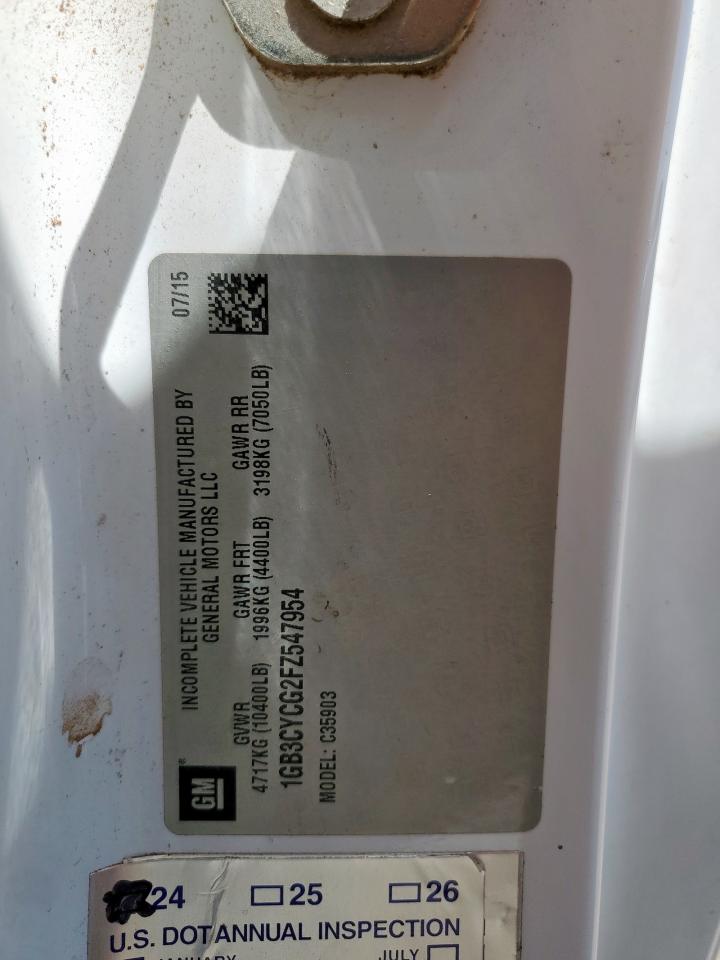 07/15
INCOMPLETE VEHICLE MANUFACTURED BY
GENERAL MOTORS LLC
GVWR GAWR FRT GAWR RR
4717KG (10400LB) 1996KG (4400LB) 3198KG (7050LB)
1GB3CYCG2FZ547954
MODEL: C35903
GM®
24 25 26
U.S. DOT ANNUAL INSPECTION
JANUARY JULY